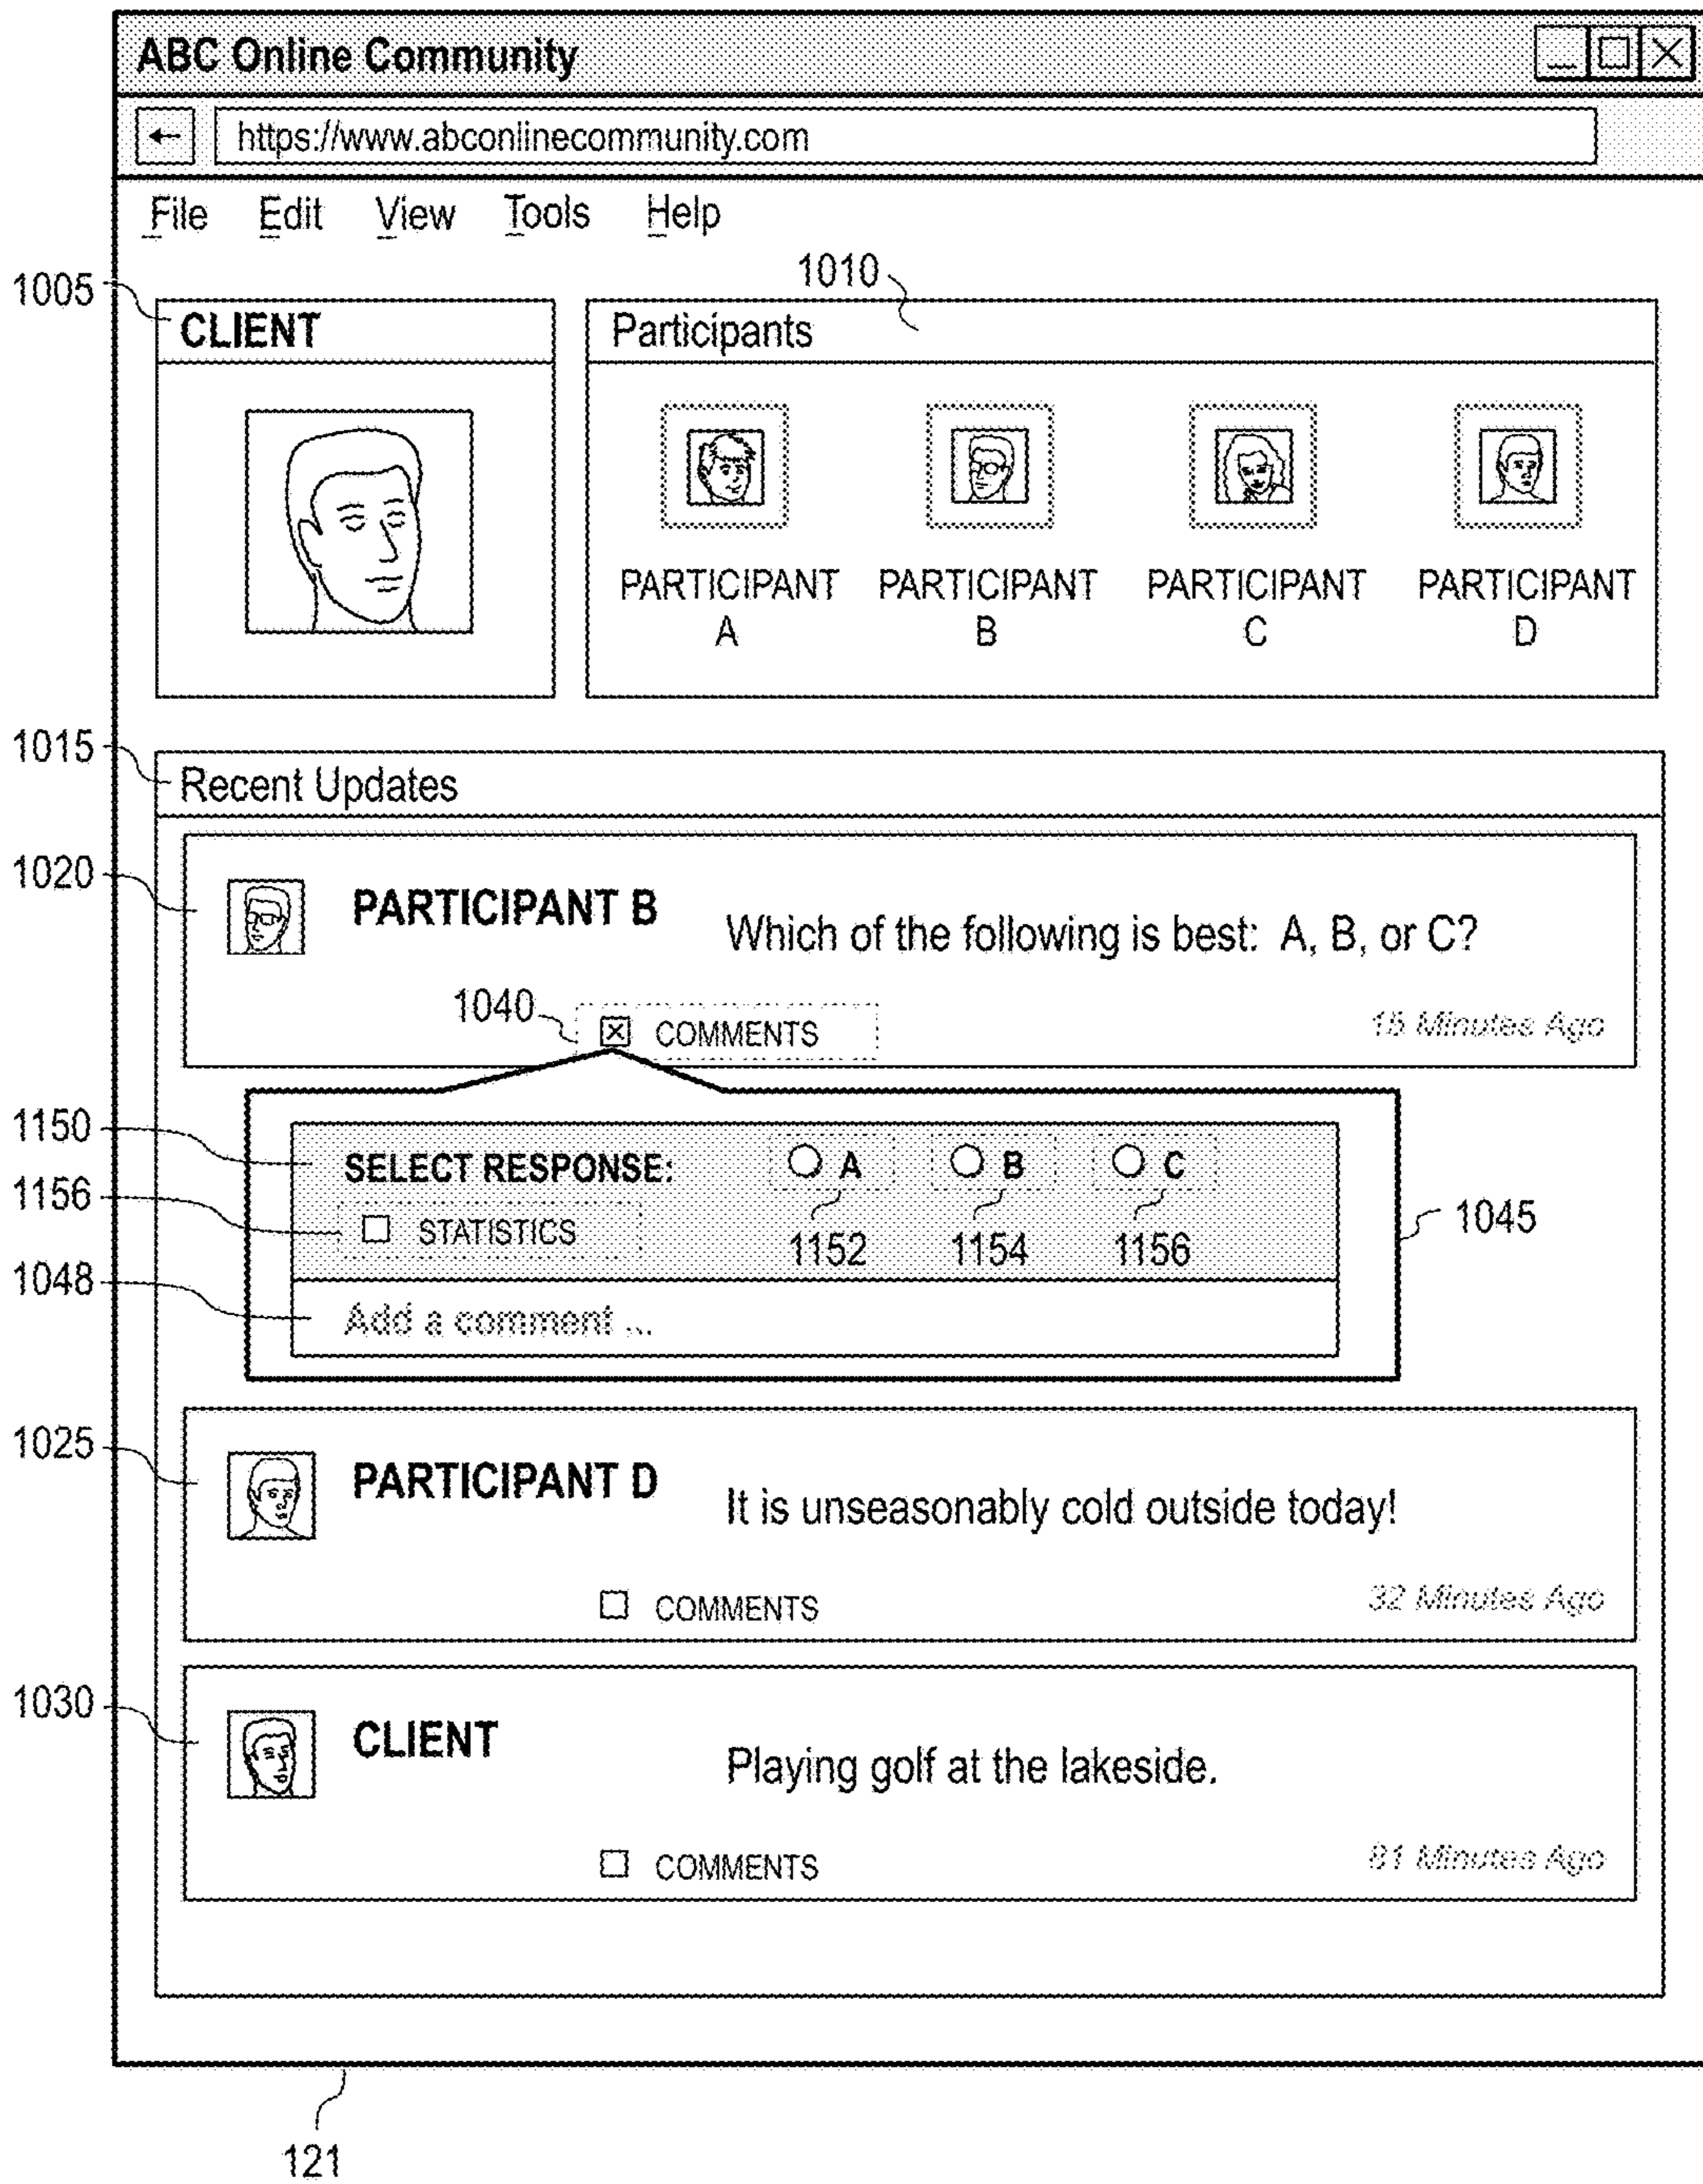 ABC Online Community
https://www.abconlinecommunity.com
File Edit View Tools Help
1005
1010
CLIENT
Participants
PARTICIPANT A
PARTICIPANT B
PARTICIPANT C
PARTICIPANT D
1015
Recent Updates
1020
PARTICIPANT B
Which of the following is best: A, B, or C?
1040
COMMENTS
15 Minutes Ago
1150
SELECT RESPONSE:
A
B
C
1156
STATISTICS
1152
1154
1156
1045
1048
Add a comment ...
1025
PARTICIPANT D
It is unseasonably cold outside today!
COMMENTS
32 Minutes Ago
1030
CLIENT
Playing golf at the lakeside.
COMMENTS
81 Minutes Ago
121